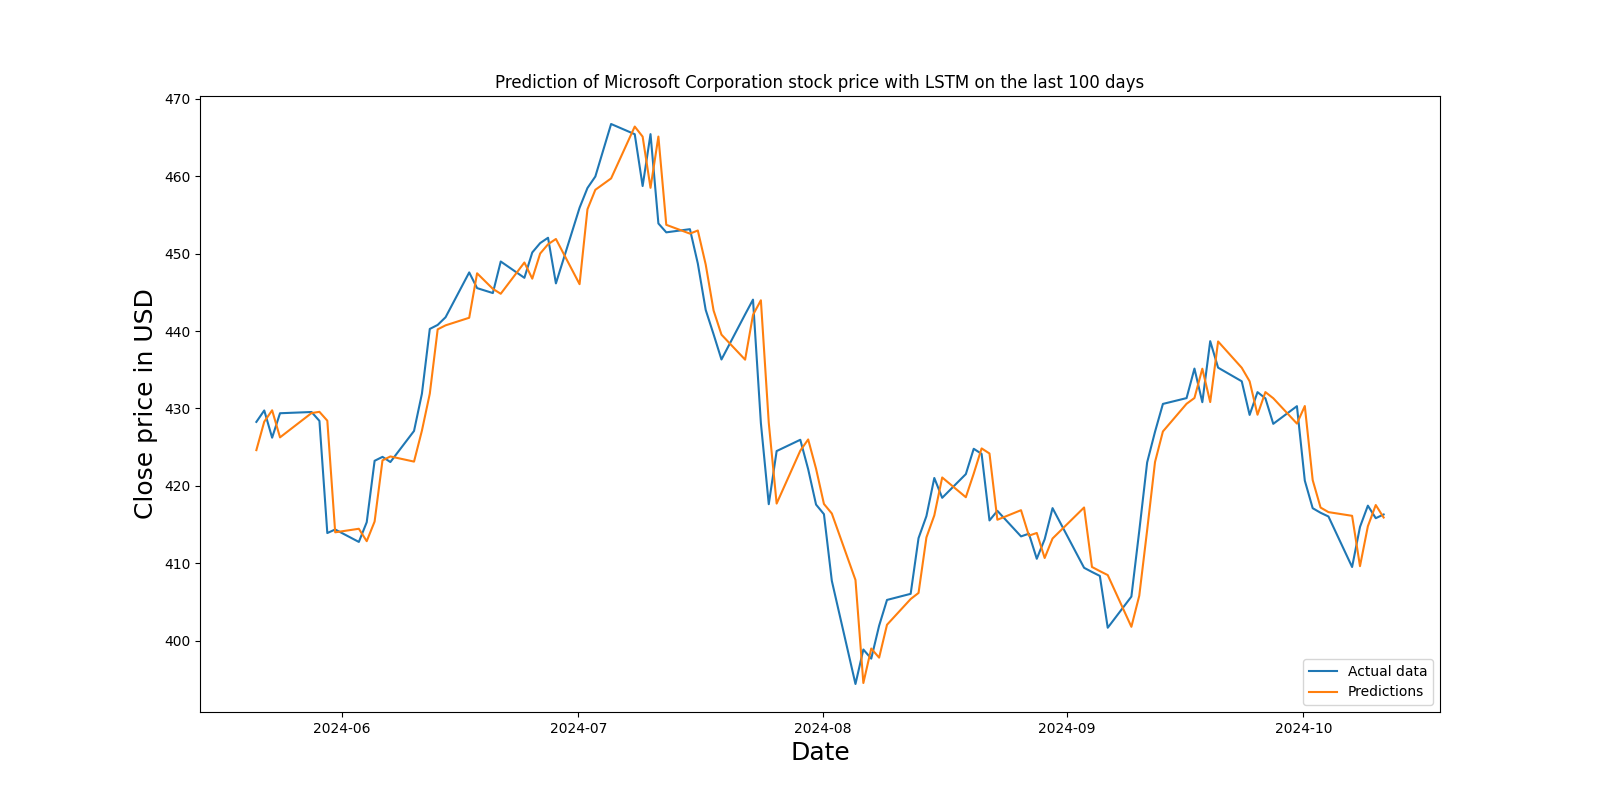 Prediction of Microsoft Corporation stock price with LSTM on the last 100 days
470
460
450
440
430
420
410
400
Close price in USD
2024-06 2024-07 2024-08 2024-09 2024-10
Date
Actual data
Predictions